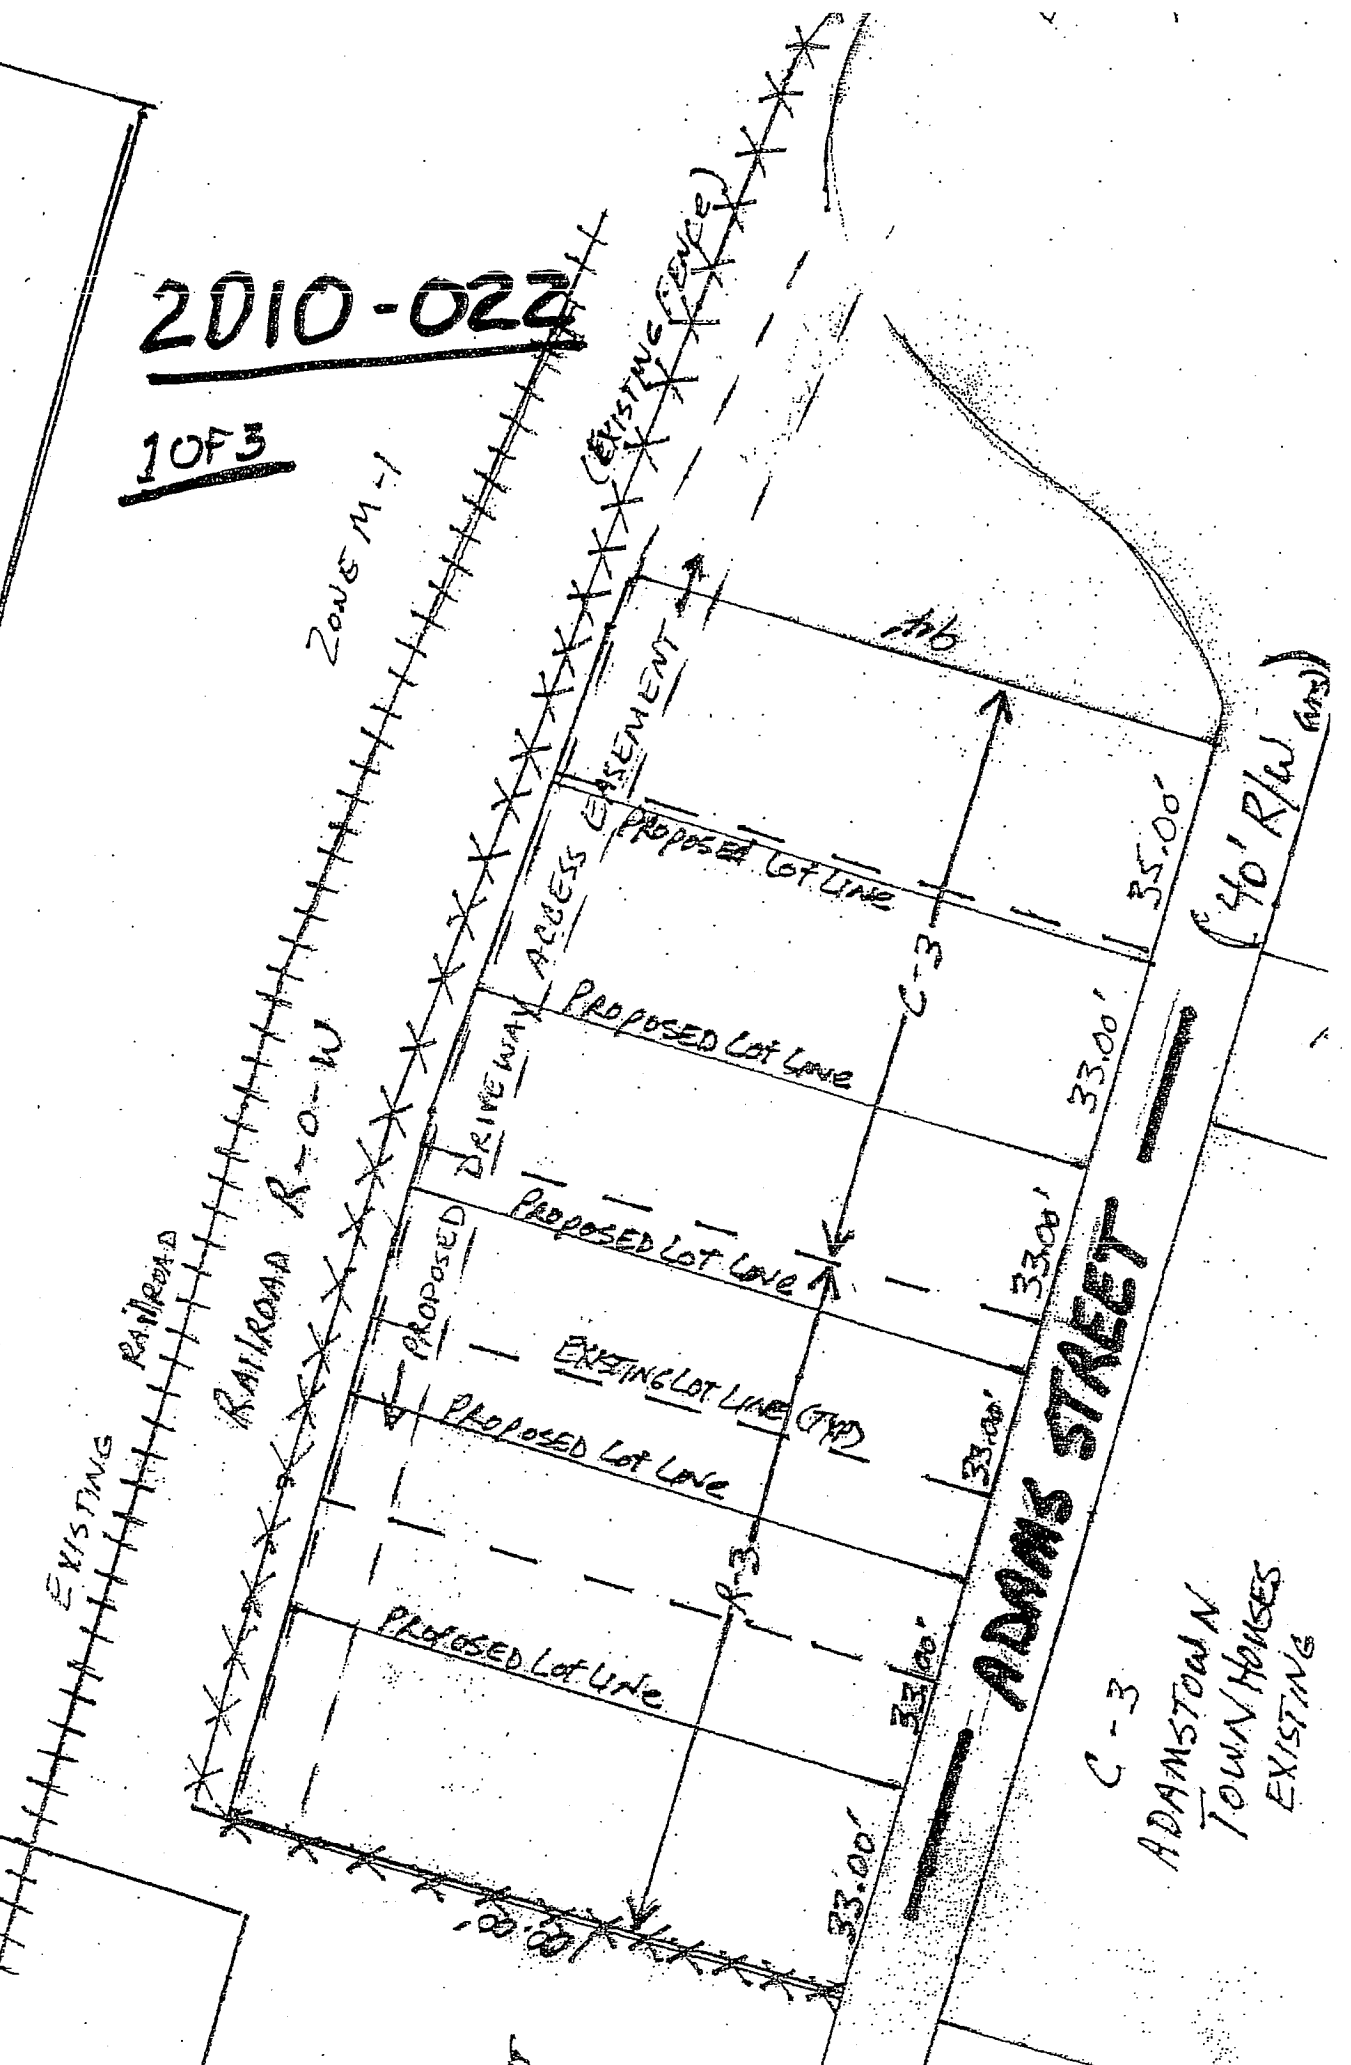 2010-022
1 OF 3
ZONE M-1
(EXISTING FENCE)
EXISTING RAILROAD
RAILROAD R-O-W
PROPOSED DRIVEWAY ACCESS EASEMENT
PROPOSED LOT LINE
PROPOSED LOT LINE
PROPOSED LOT LINE
EXISTING LOT LINE (TYP)
PROPOSED LOT LINE
PROPOSED LOT LINE
C-3
R-3
35.00'
33.00'
33.00'
33.00'
33.00'
33.00'
100.00'
ADAMS STREET
(40' R/W
C-3
ADAMSTOWN
TOWNHOUSES
EXISTING